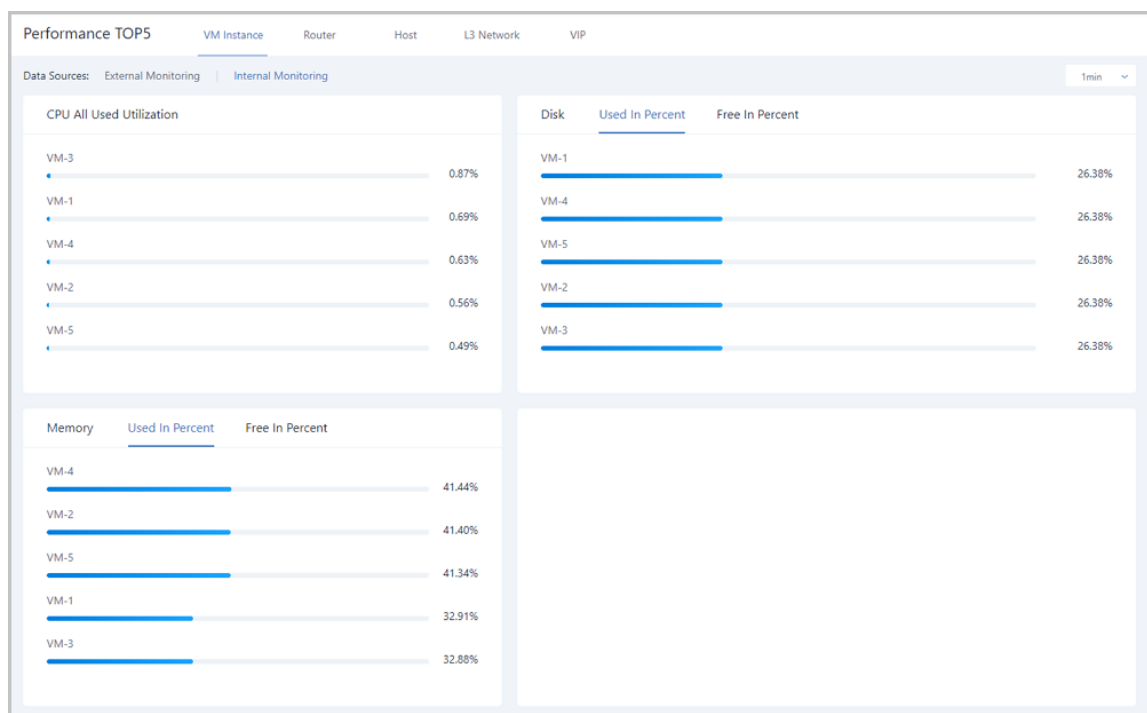 Performance TOP5 VM Instance Router Host L3 Network VIP
Data Sources: External Monitoring Internal Monitoring 1min
CPU All Used Utilization
VM-3
0.87%
VM-1
0.69%
VM-4
0.63%
VM-2
0.56%
VM-5
0.49%
Disk Used In Percent Free In Percent
VM-1
26.38%
VM-4
26.38%
VM-5
26.38%
VM-2
26.38%
VM-3
26.38%
Memory Used In Percent Free In Percent
VM-4
41.44%
VM-2
41.40%
VM-5
41.34%
VM-1
32.91%
VM-3
32.88%